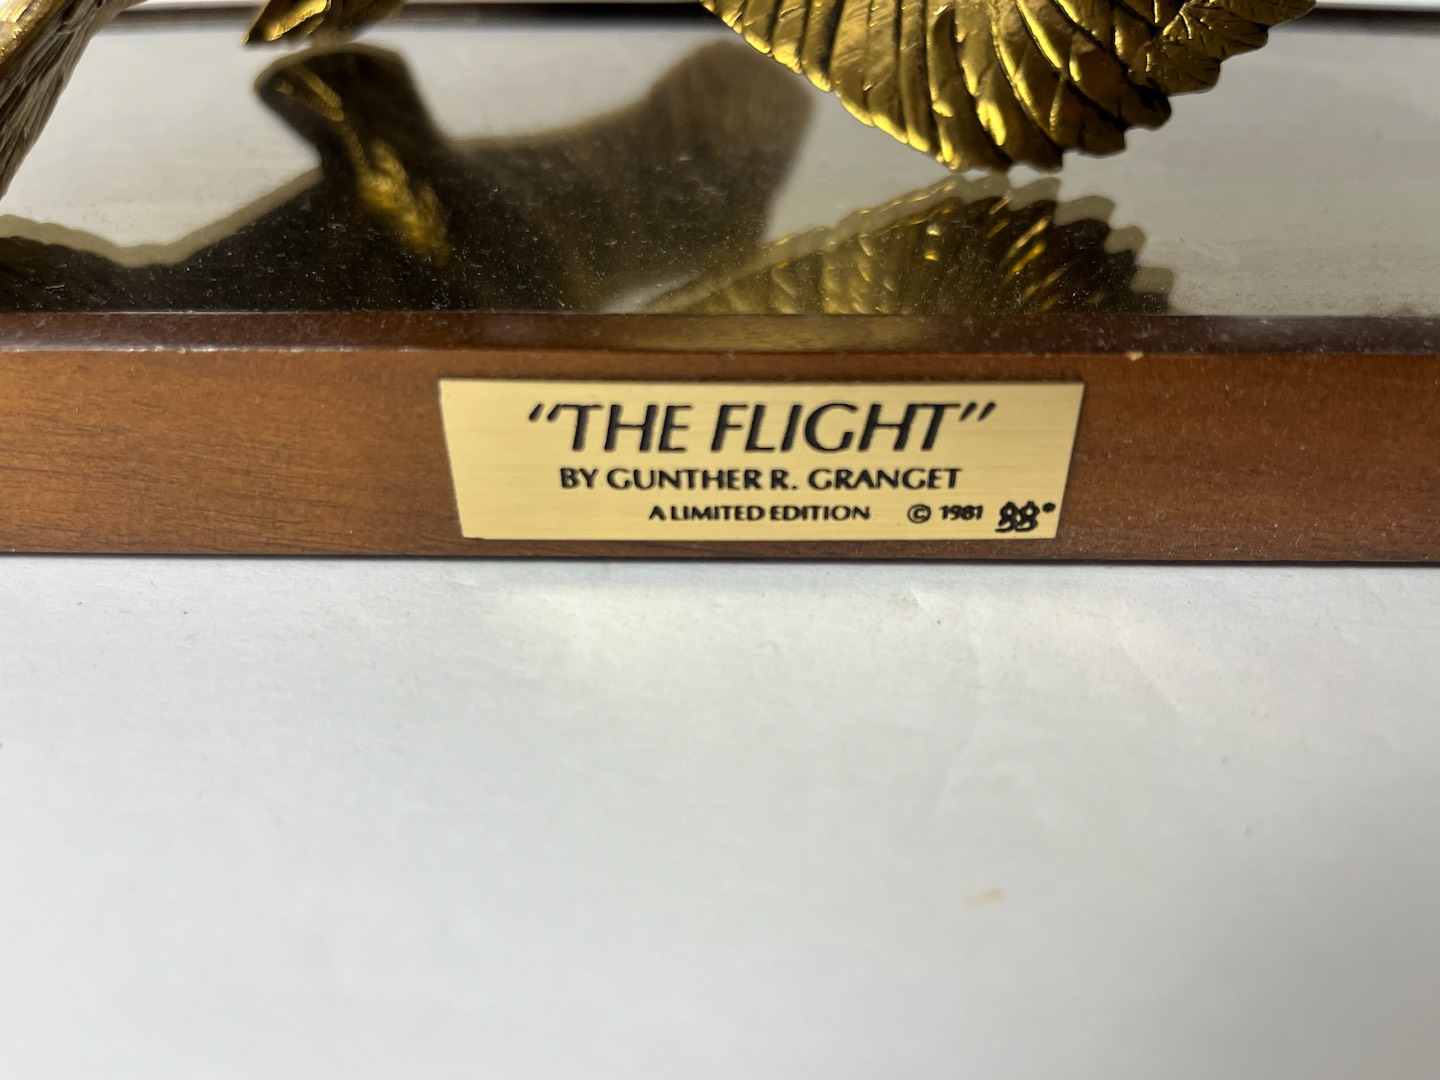 “THE FLIGHT”
BY GUNTHER R. GRANGET
A LIMITED EDITION © 1981